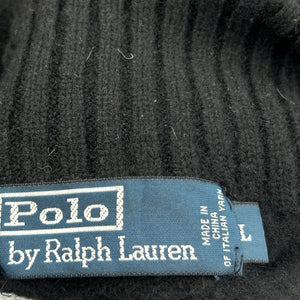 Polo
by Ralph Lauren
MADE IN
CHINA
OF ITALIAN YARN
L